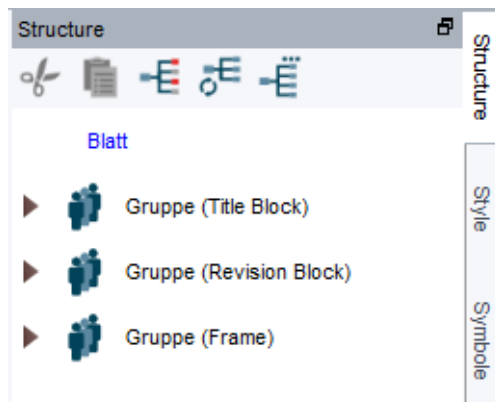 Structure
Blatt
Gruppe (Title Block)
Gruppe (Revision Block)
Gruppe (Frame)
Structure
Style
Symbole